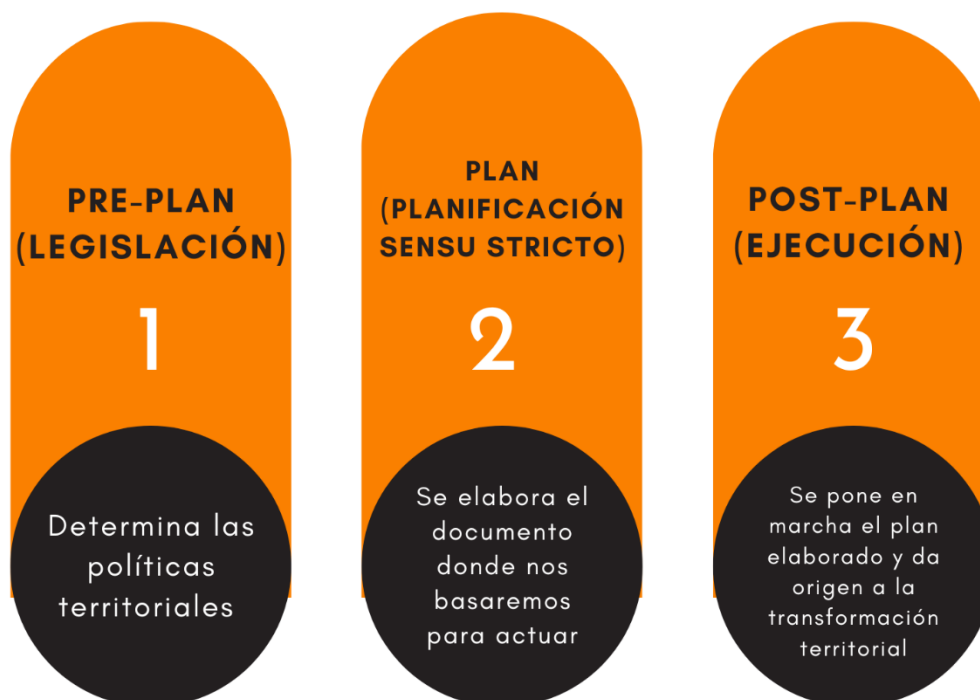 PRE-PLAN
(LEGISLACIÓN)
1
Determina las
políticas
territoriales
PLAN
(PLANIFICACIÓN
SENSU STRICTO)
2
Se elabora el
documento
donde nos
basaremos
para actuar
POST-PLAN
(EJECUCIÓN)
3
Se pone en
marcha el plan
elaborado y da
origen a la
transformación
territorial